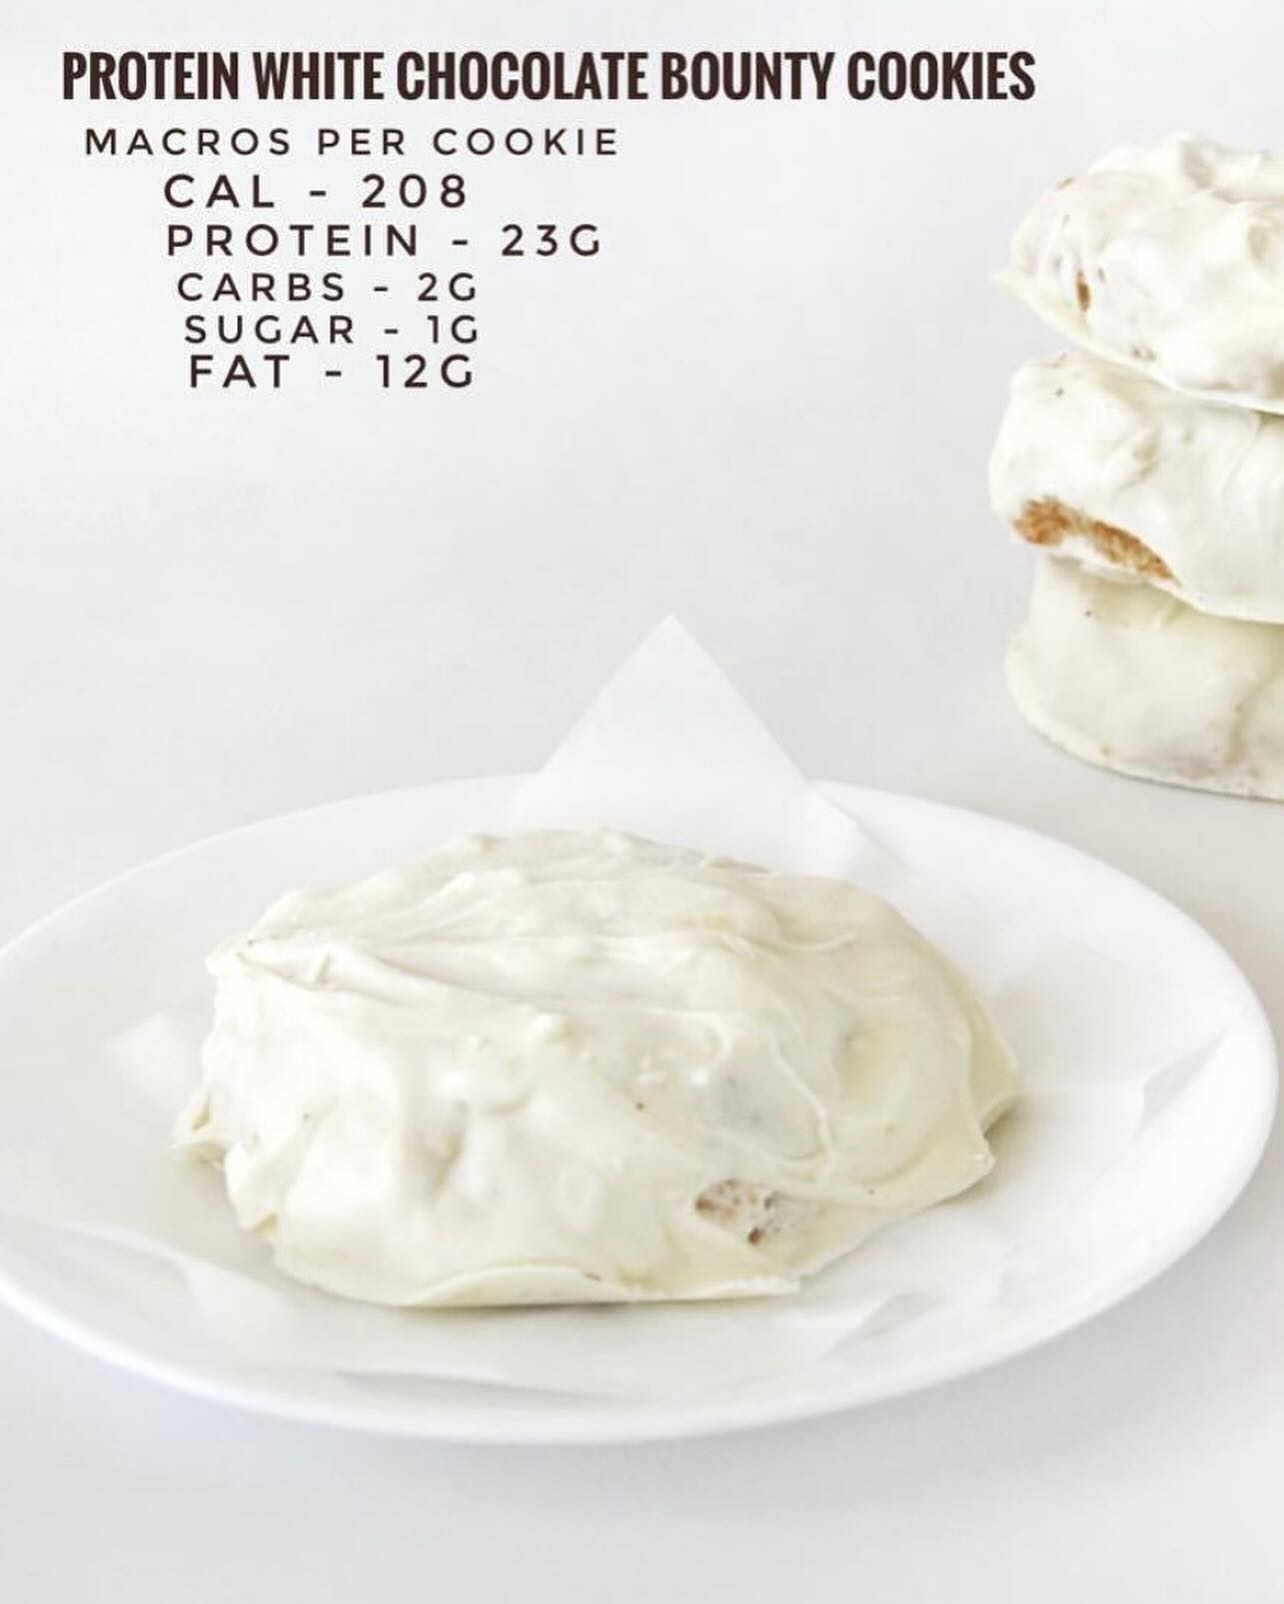 PROTEIN WHITE CHOCOLATE BOUNTY COOKIES
MACROS PER COOKIE
CAL - 208
PROTEIN - 23G
CARBS - 2G
SUGAR - 1G
FAT - 12G